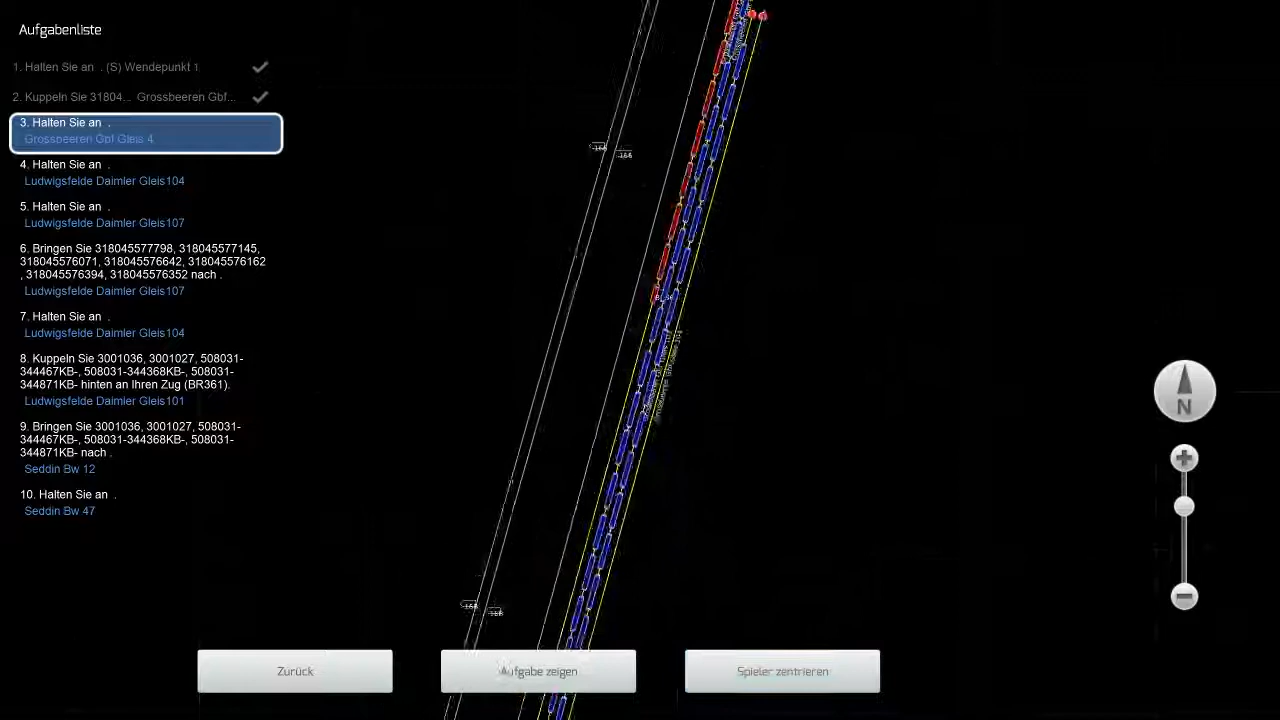 Aufgabenliste
1. Halten Sie an . (S) Wendepunkt 1
2. Kuppeln Sie 31804... Grossbeeren Gbf...
3. Halten Sie an .
Grossbeeren Gbf Gleis 4
4. Halten Sie an .
Ludwigsfelde Daimler Gleis104
5. Halten Sie an .
Ludwigsfelde Daimler Gleis107
6. Bringen Sie 318045577798, 318045577145,
318045576071, 318045576642, 318045576162
, 318045576394, 318045576352 nach .
Ludwigsfelde Daimler Gleis107
7. Halten Sie an .
Ludwigsfelde Daimler Gleis104
8. Kuppeln Sie 3001036, 3001027, 508031-
344467KB-, 508031-344368KB-, 508031-
344871KB- hinten an Ihren Zug (BR361).
Ludwigsfelde Daimler Gleis101
9. Bringen Sie 3001036, 3001027, 508031-
344467KB-, 508031-344368KB-, 508031-
344871KB- nach .
Seddin Bw 12
10. Halten Sie an .
Seddin Bw 47
N
Zurück
Aufgabe zeigen
Spieler zentrieren